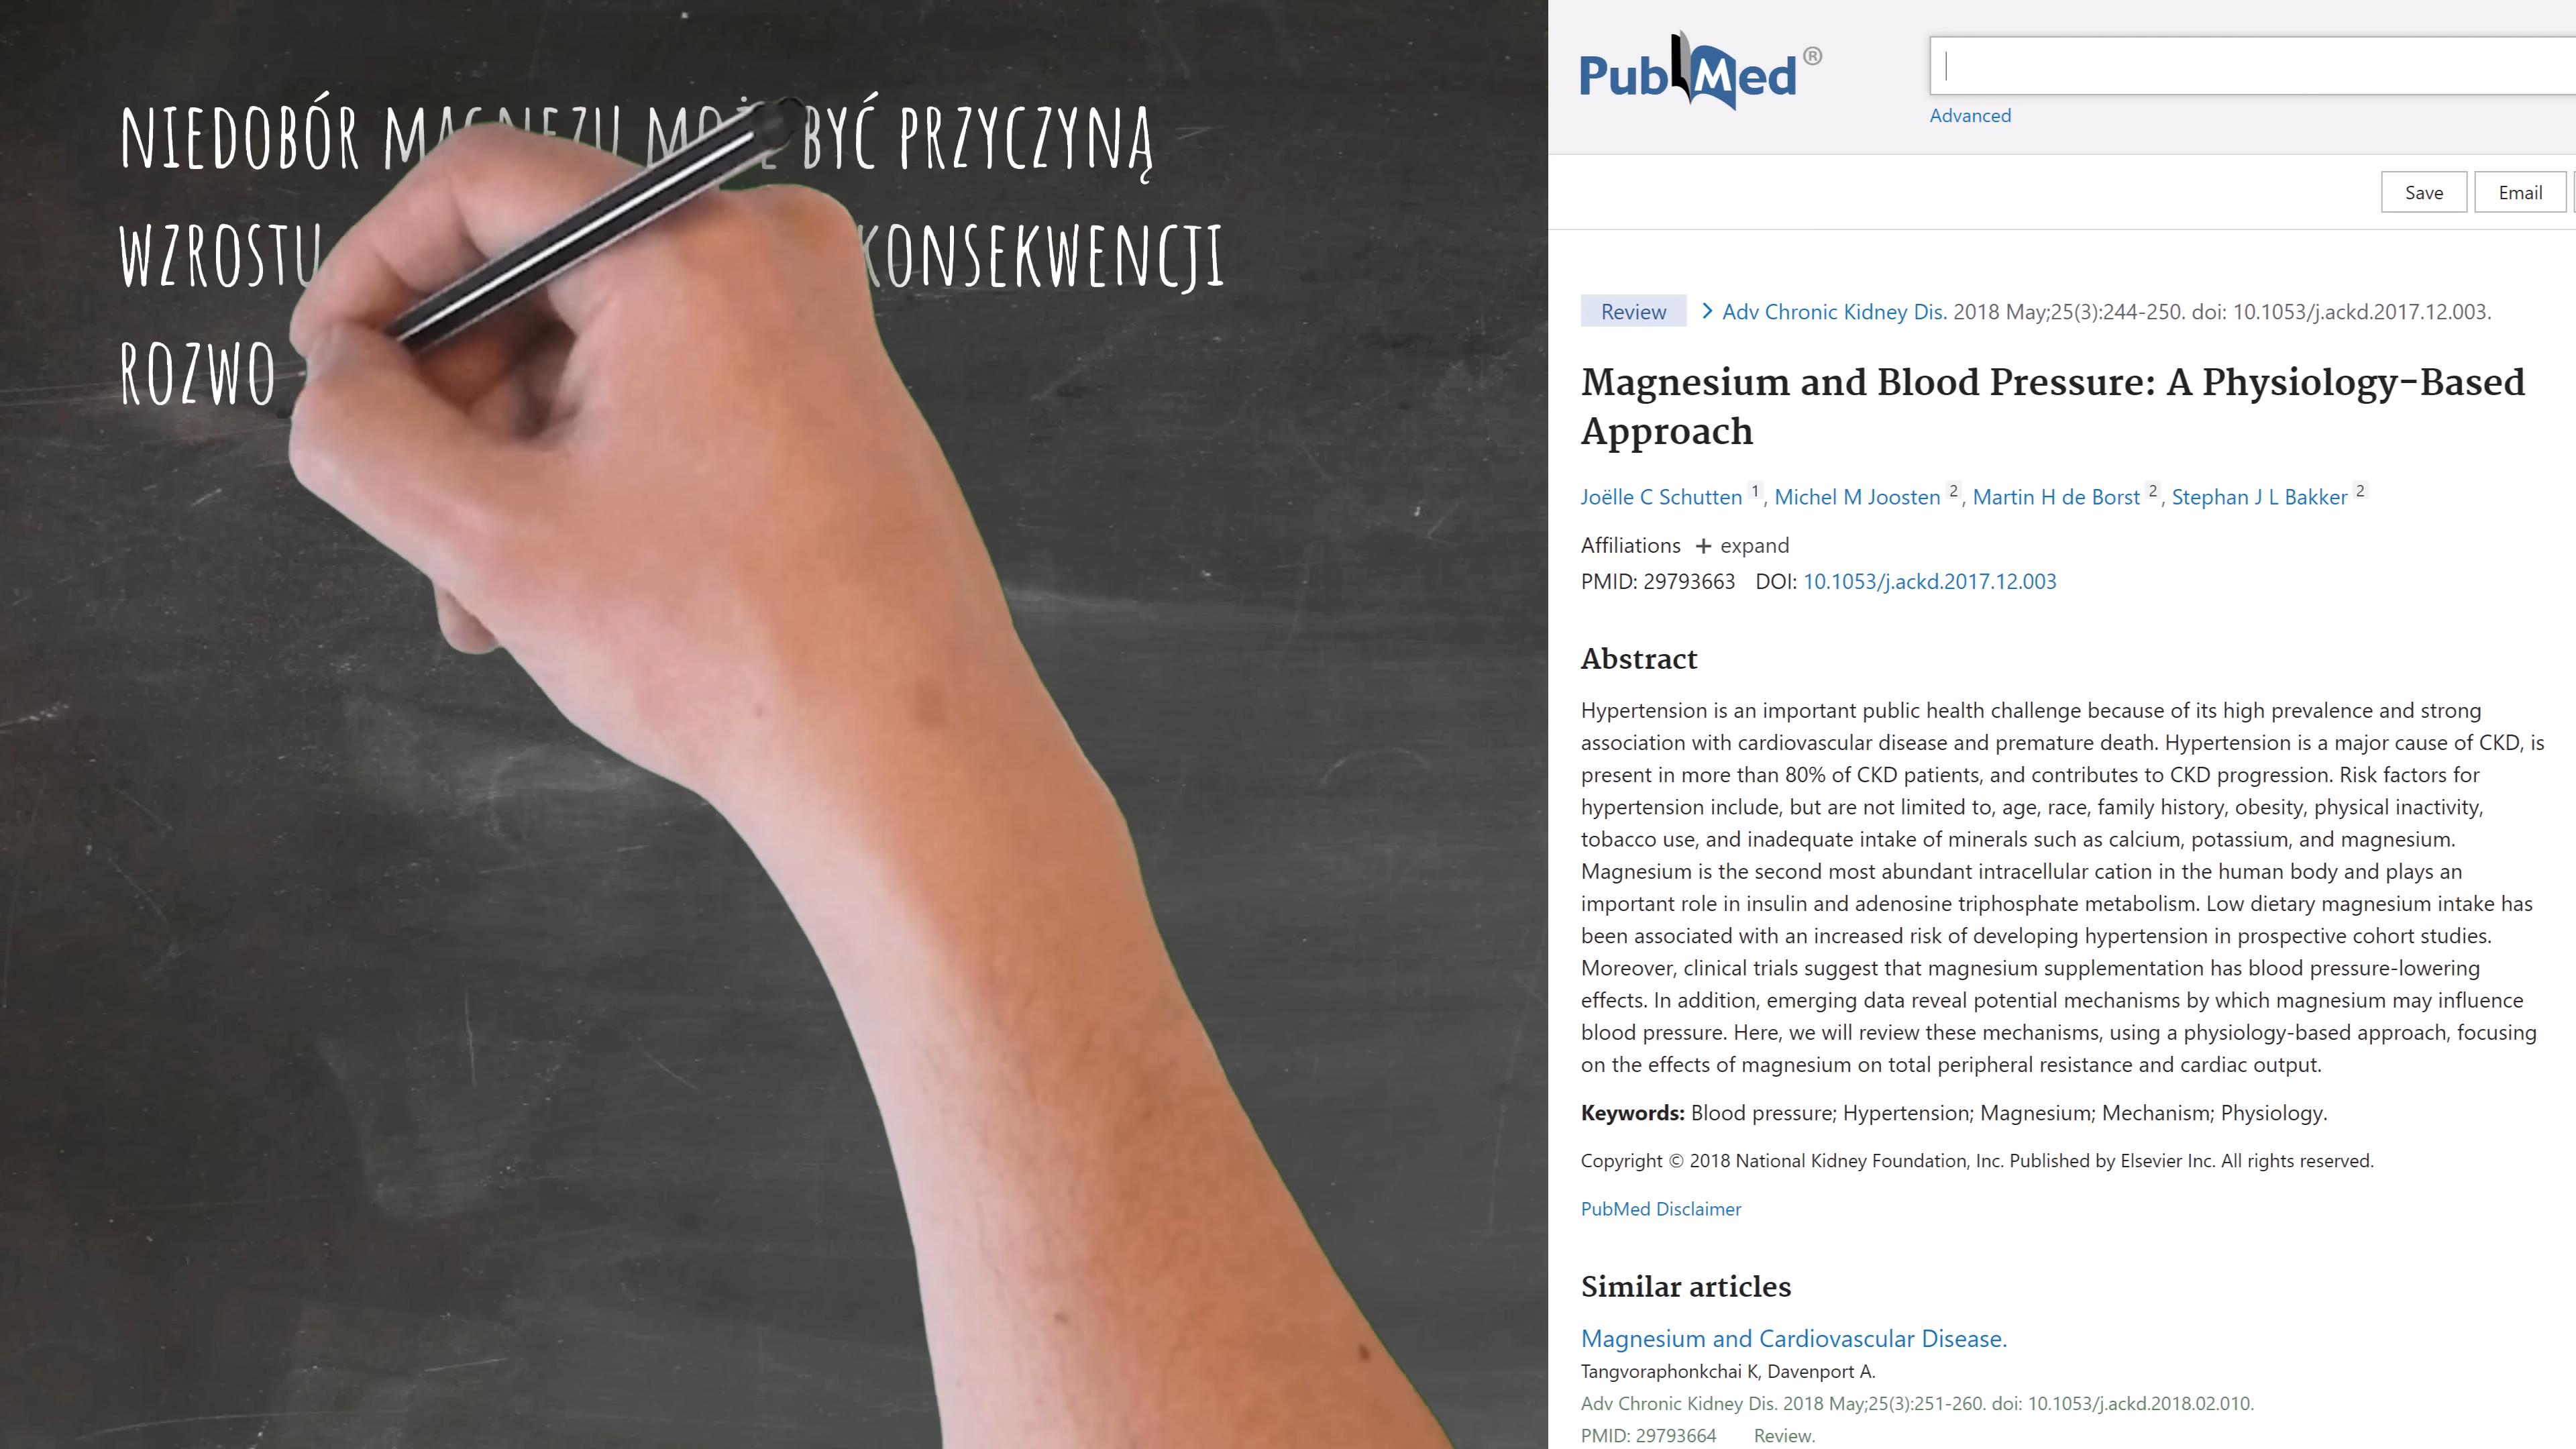 NIEDOBÓR MAGNEZU MOŻE BYĆ PRZYCZYNĄ
WZROSTU KONSEKWENCJI
ROZWO
PubMed®
Advanced
Save
Email
Review > Adv Chronic Kidney Dis. 2018 May;25(3):244-250. doi: 10.1053/j.ackd.2017.12.003.
Magnesium and Blood Pressure: A Physiology-Based
Approach
Joëlle C Schutten 1, Michel M Joosten 2, Martin H de Borst 2, Stephan J L Bakker 2
Affiliations + expand
PMID: 29793663 DOI: 10.1053/j.ackd.2017.12.003
Abstract
Hypertension is an important public health challenge because of its high prevalence and strong
association with cardiovascular disease and premature death. Hypertension is a major cause of CKD, is
present in more than 80% of CKD patients, and contributes to CKD progression. Risk factors for
hypertension include, but are not limited to, age, race, family history, obesity, physical inactivity,
tobacco use, and inadequate intake of minerals such as calcium, potassium, and magnesium.
Magnesium is the second most abundant intracellular cation in the human body and plays an
important role in insulin and adenosine triphosphate metabolism. Low dietary magnesium intake has
been associated with an increased risk of developing hypertension in prospective cohort studies.
Moreover, clinical trials suggest that magnesium supplementation has blood pressure-lowering
effects. In addition, emerging data reveal potential mechanisms by which magnesium may influence
blood pressure. Here, we will review these mechanisms, using a physiology-based approach, focusing
on the effects of magnesium on total peripheral resistance and cardiac output.
Keywords: Blood pressure; Hypertension; Magnesium; Mechanism; Physiology.
Copyright © 2018 National Kidney Foundation, Inc. Published by Elsevier Inc. All rights reserved.
PubMed Disclaimer
Similar articles
Magnesium and Cardiovascular Disease.
Tangvoraphonkchai K, Davenport A.
Adv Chronic Kidney Dis. 2018 May;25(3):251-260. doi: 10.1053/j.ackd.2018.02.010.
PMID: 29793664 Review.